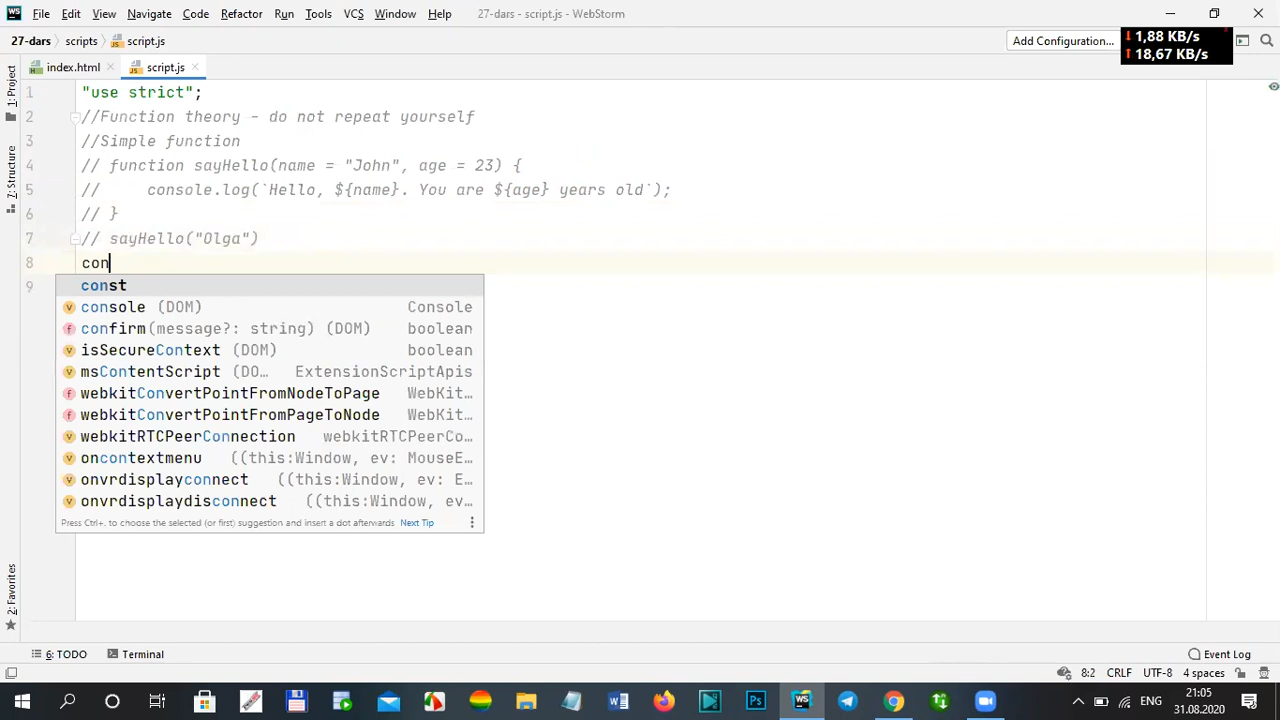 File Edit View Navigate Code Refactor Run Tools VCS Window Help 27-dars - script.js - WebStorm
27-dars scripts script.js Add Configuration... 1,88 KB/s
18,67 KB/s
index.html script.js
1 "use strict";
2 //Function theory - do not repeat yourself
3 //Simple function
4 // function sayHello(name = "John", age = 23) {
5 // console.log(`Hello, ${name}. You are ${age} years old`);
6 // }
7 // sayHello("Olga")
8 con
9
const
console (DOM) Console
confirm(message?: string) (DOM) boolean
isSecureContext (DOM) boolean
msContentScript (DO… ExtensionScriptApis
webkitConvertPointFromNodeToPage WebKit…
webkitConvertPointFromPageToNode WebKit…
webkitRTCPeerConnection webkitRTCPeerCo…
oncontextmenu ((this:Window, ev: MouseE…
onvrdisplayconnect ((this:Window, ev: E…
onvrdisplaydisconnect ((this:Window, ev…
Press Ctrl+. to choose the selected (or first) suggestion and insert a dot afterwards Next Tip
1: Project
7: Structure
2: Favorites
6: TODO Terminal Event Log
8:2 CRLF UTF-8 4 spaces
ENG 21:05
31.08.2020